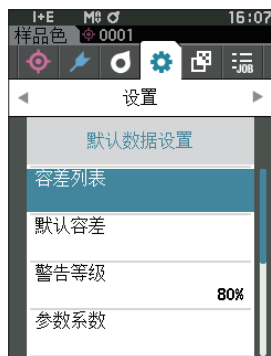 I+E M0 16:07
样品色 0001
-JOB
设置
默认数据设置
容差列表
默认容差
警告等级
80%
参数系数